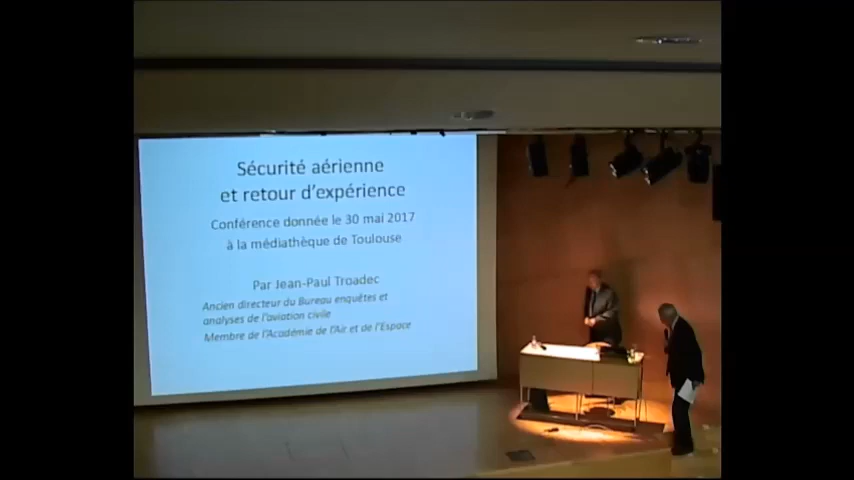 Sécurité aérienne
et retour d'expérience
Conférence donnée le 30 mai 2017
à la médiathèque de Toulouse
Par Jean-Paul Troadec
Ancien directeur du Bureau enquêtes et
analyses de l'aviation civile
Membre de l'Académie de l'Air et de l'Espace